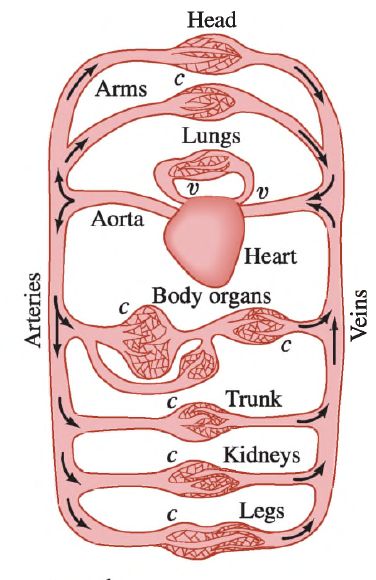 Head
c
Arms
Lungs
v
v
Aorta
Heart
Body organs
Arteries
Veins
c
c
c
Trunk
c
Kidneys
c
Legs